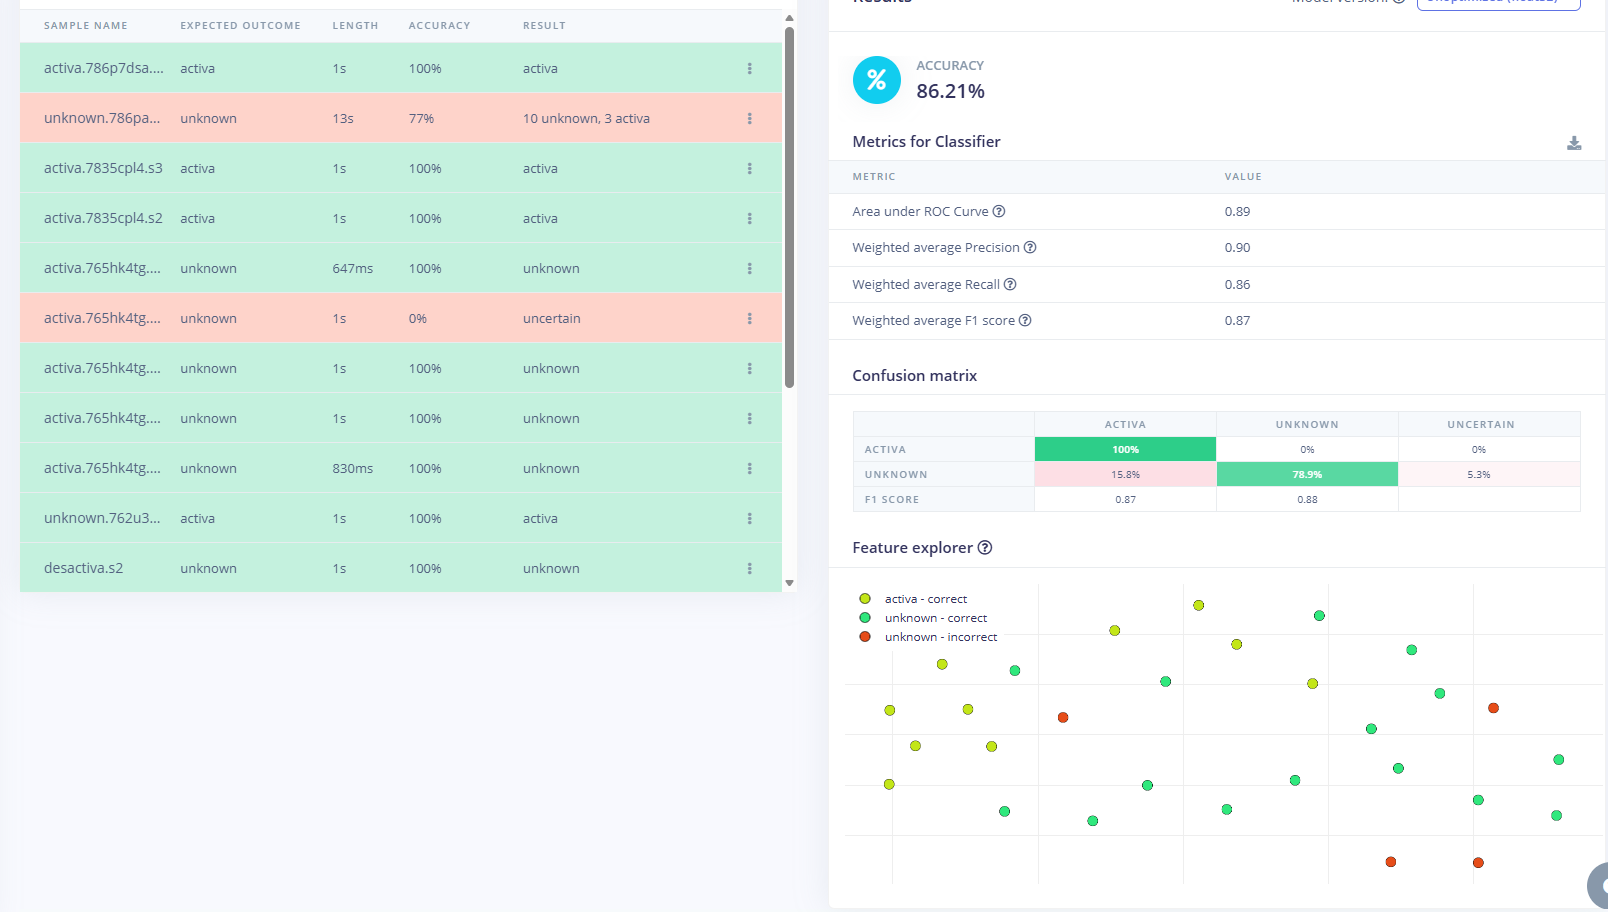 SAMPLE NAME EXPECTED OUTCOME LENGTH ACCURACY RESULT
activa.786p7dsa.... activa 1s 100% activa
unknown.786pa... unknown 13s 77% 10 unknown, 3 activa
activa.7835cpl4.s3 activa 1s 100% activa
activa.7835cpl4.s2 activa 1s 100% activa
activa.765hk4tg.... unknown 647ms 100% unknown
activa.765hk4tg.... unknown 1s 0% uncertain
activa.765hk4tg.... unknown 1s 100% unknown
activa.765hk4tg.... unknown 1s 100% unknown
activa.765hk4tg.... unknown 830ms 100% unknown
unknown.762u3... activa 1s 100% activa
desactiva.s2 unknown 1s 100% unknown
Results Model version: Unoptimized (float32)
%
ACCURACY
86.21%
Metrics for Classifier
METRIC VALUE
Area under ROC Curve ? 0.89
Weighted average Precision ? 0.90
Weighted average Recall ? 0.86
Weighted average F1 score ? 0.87
Confusion matrix
ACTIVA UNKNOWN UNCERTAIN
ACTIVA 100% 0% 0%
UNKNOWN 15.8% 78.9% 5.3%
F1 SCORE 0.87 0.88
Feature explorer ?
activa - correct
unknown - correct
unknown - incorrect